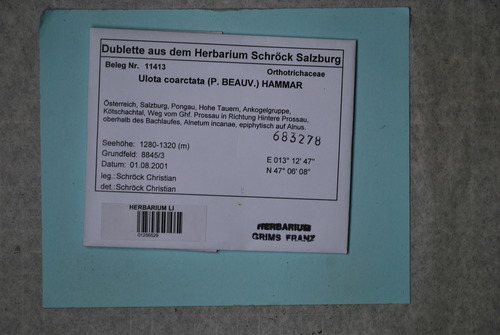 Dublette aus dem Herbarium Schröck Salzburg
Beleg Nr. 11413
Orthotrichaceae
Ulota coarctata (P. BEAUV.) HAMMAR
Österreich, Salzburg, Pongau, Hohe Tauern, Ankogelgruppe,
Kötschachtal, Weg vom Ghf. Prossau in Richtung Hintere Prossau,
oberhalb des Bachlaufes, Alnetum incanae, epiphytisch auf Alnus.
683278
Seehöhe: 1280-1320 (m)
Grundfeld: 8845/3
Datum: 01.08.2001
E 013° 12' 47"
N 47° 06' 08"
leg.: Schröck Christian
det.: Schröck Christian
HERBARIUM LI
HERBARIUM
GRIMS FRANZ